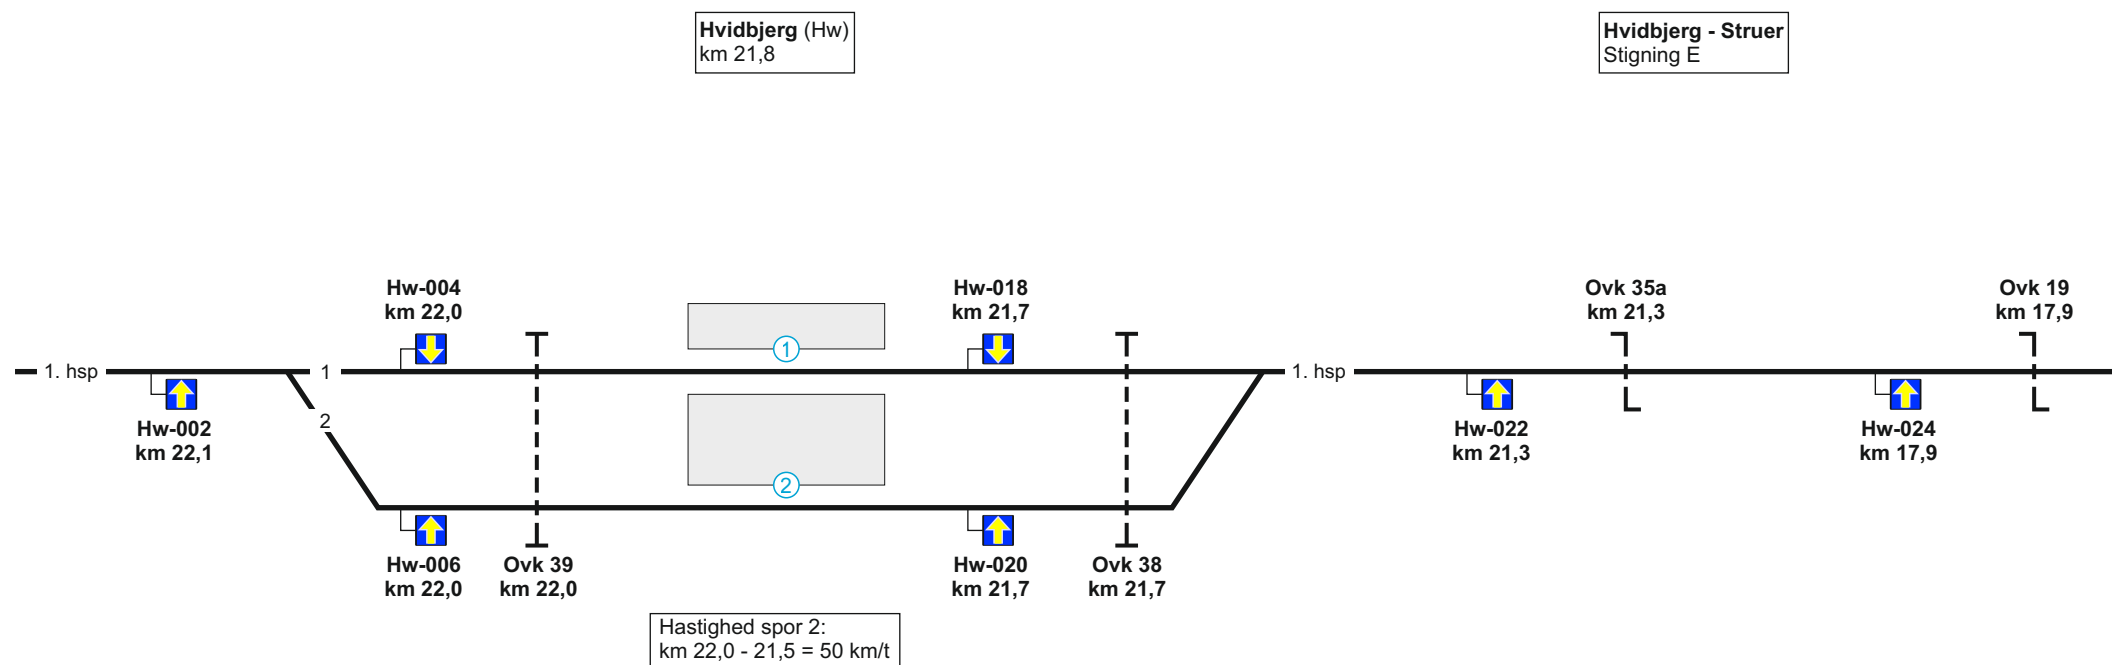 Hvidbjerg (Hw)
km 21,8
Hvidbjerg - Struer
Stigning E
Hw-004
km 22,0
Hw-018
km 21,7
Ovk 35a
km 21,3
Ovk 19
km 17,9
1
1. hsp
1
1. hsp
2
Hw-002
km 22,1
Hw-022
km 21,3
Hw-024
km 17,9
2
Hw-006
km 22,0
Ovk 39
km 22,0
Hw-020
km 21,7
Ovk 38
km 21,7
Hastighed spor 2:
km 22,0 - 21,5 = 50 km/t